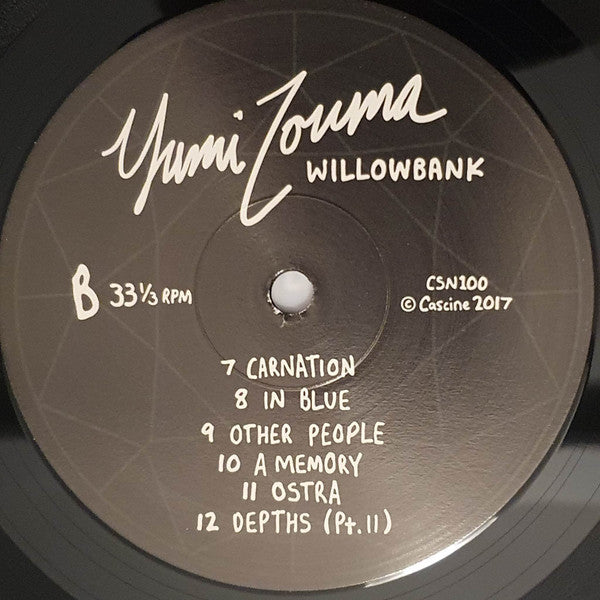 Yumi Zouma
WILLOWBANK
B 33⅓ RPM
CSN100
© Cascine 2017
7 CARNATION
8 IN BLUE
9 OTHER PEOPLE
10 A MEMORY
11 OSTRA
12 DEPTHS (Pt.II)